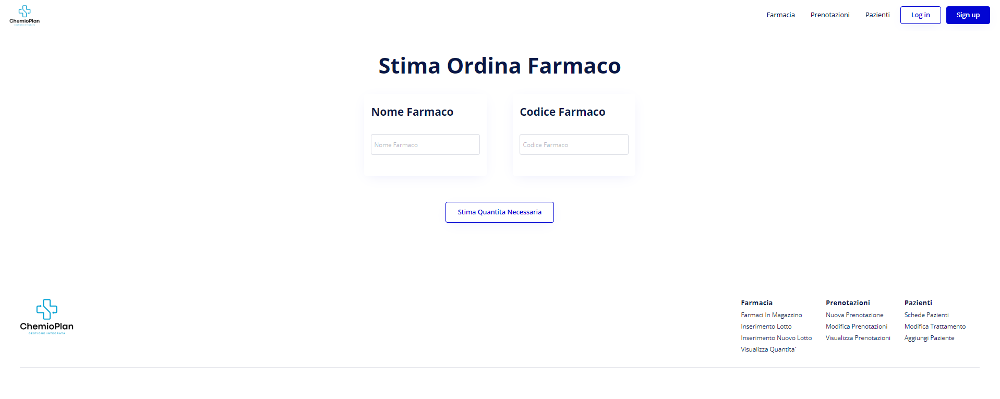 ChemioPlan
GESTIONE INTEGRATA
Farmacia Prenotazioni Pazienti Log in Sign up
Stima Ordina Farmaco
Nome Farmaco
Nome Farmaco
Codice Farmaco
Codice Farmaco
Stima Quantita Necessaria
ChemioPlan
GESTIONE INTEGRATA
Farmacia
Farmaci In Magazzino
Inserimento Lotto
Inserimento Nuovo Lotto
Visualizza Quantita`
Prenotazioni
Nuova Prenotazione
Modifica Prenotazioni
Visualizza Prenotazioni
Pazienti
Schede Pazienti
Modifica Trattamento
Aggiungi Paziente